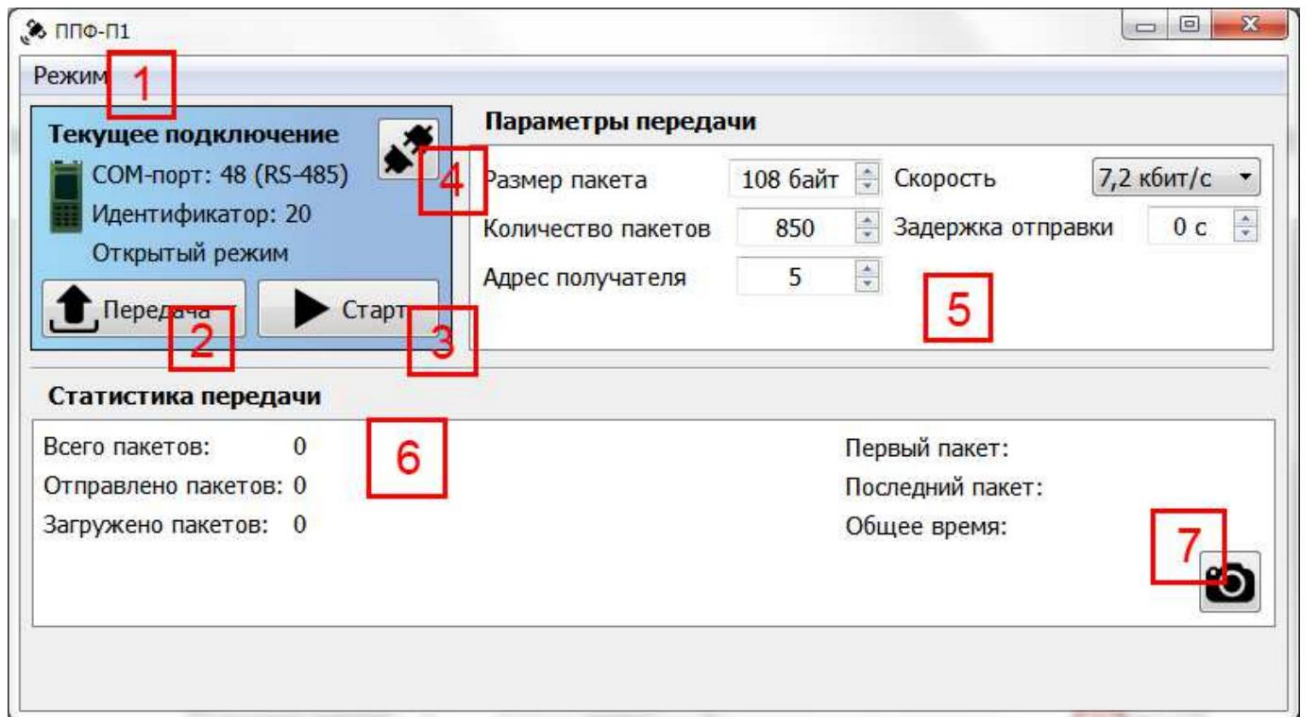 ППФ-П1
Режим
1
Текущее подключение
COM-порт: 48 (RS-485)
Идентификатор: 20
Открытый режим
Передача
2
Старт
3
4
Параметры передачи
Размер пакета 108 байт Скорость 7,2 кбит/с
Количество пакетов 850 Задержка отправки 0 с
Адрес получателя 5
5
Статистика передачи
Всего пакетов: 0
Отправлено пакетов: 0
Загружено пакетов: 0
6
Первый пакет:
Последний пакет:
Общее время:
7